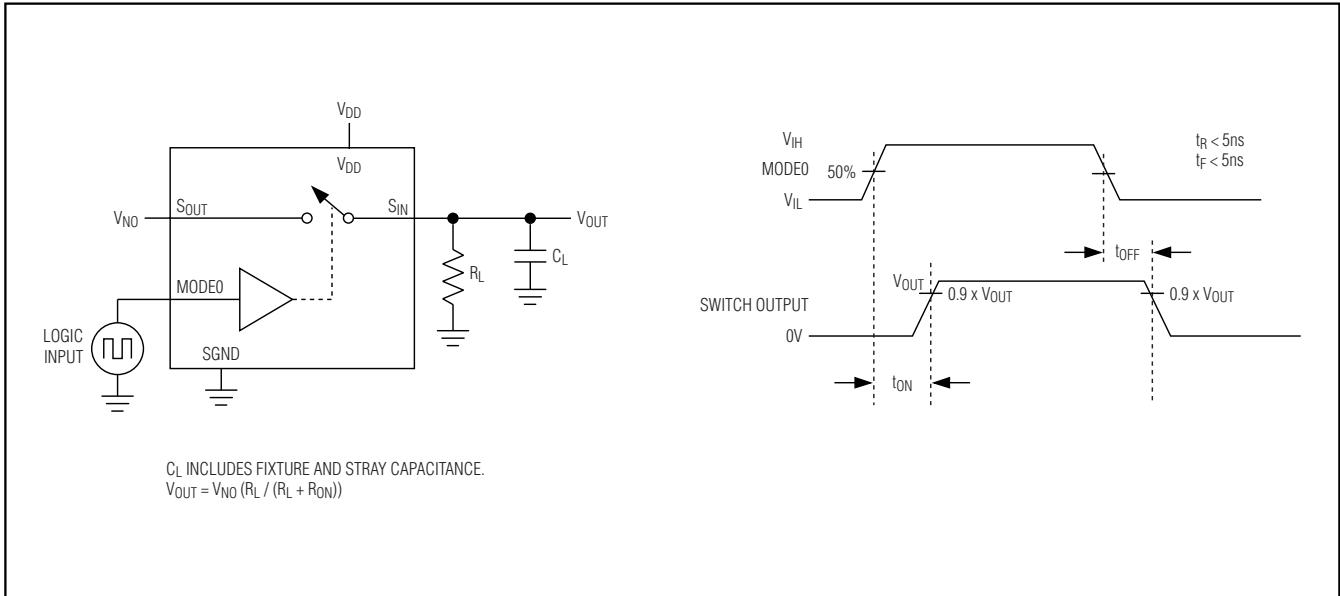 VDD
VDD
VNO
SOUT
SIN
VOUT
RL
CL
MODE0
LOGIC
INPUT
SGND
CL INCLUDES FIXTURE AND STRAY CAPACITANCE.
VOUT = VNO (RL / (RL + RON))
VIH
MODE0 50%
VIL
tR < 5ns
tF < 5ns
tOFF
VOUT
0.9 x VOUT
0.9 x VOUT
SWITCH OUTPUT
0V
tON